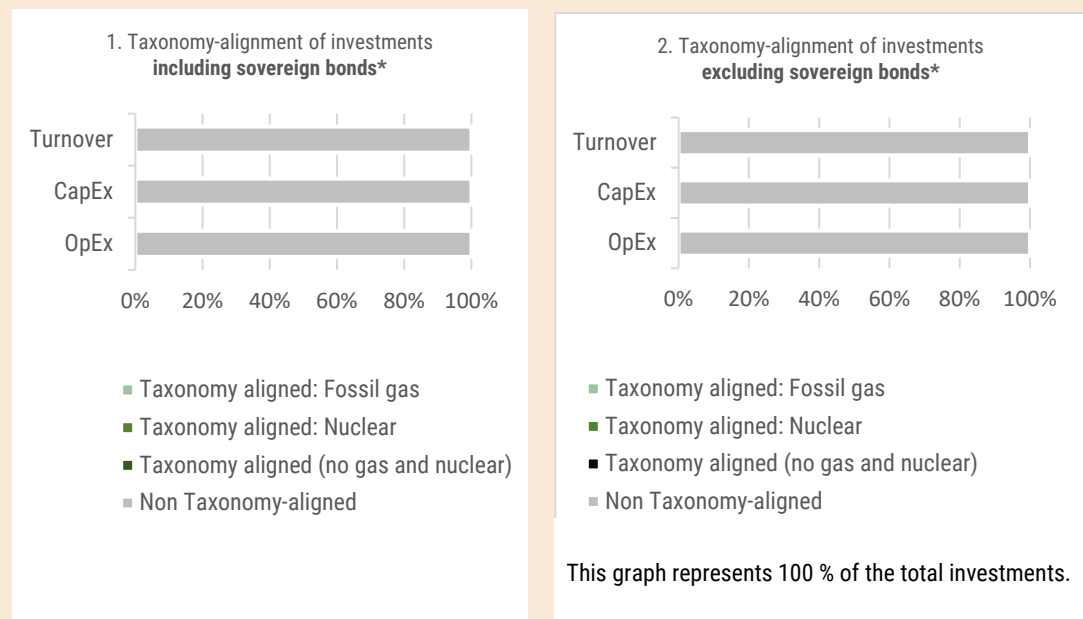 1. Taxonomy-alignment of investments
including sovereign bonds*
Turnover
CapEx
OpEx
0% 20% 40% 60% 80% 100%
Taxonomy aligned: Fossil gas
Taxonomy aligned: Nuclear
Taxonomy aligned (no gas and nuclear)
Non Taxonomy-aligned
2. Taxonomy-alignment of investments
excluding sovereign bonds*
Turnover
CapEx
OpEx
0% 20% 40% 60% 80% 100%
Taxonomy aligned: Fossil gas
Taxonomy aligned: Nuclear
Taxonomy aligned (no gas and nuclear)
Non Taxonomy-aligned
This graph represents 100 % of the total investments.